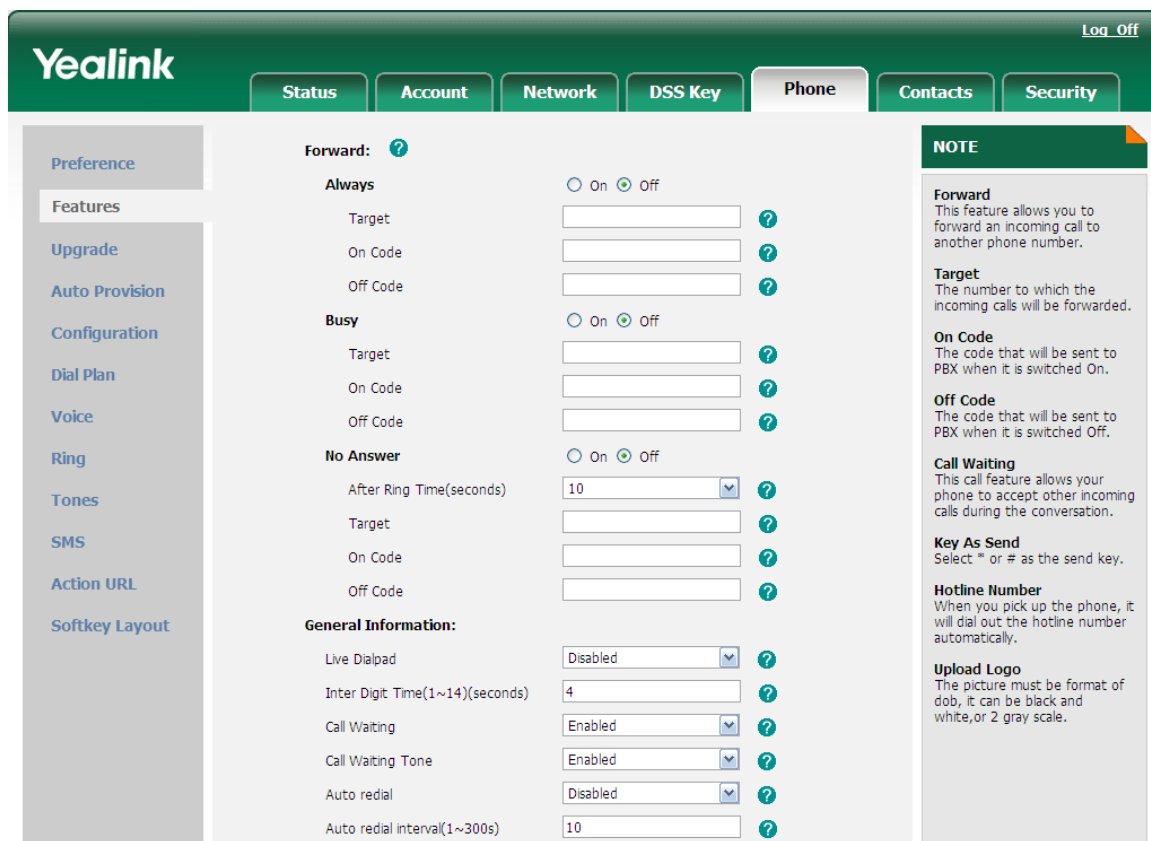 Log Off
Yealink
Status
Account
Network
DSS Key
Phone
Contacts
Security
Preference
Features
Upgrade
Auto Provision
Configuration
Dial Plan
Voice
Ring
Tones
SMS
Action URL
Softkey Layout
Forward: ?
Always On Off
Target ?
On Code ?
Off Code ?
Busy On Off
Target ?
On Code ?
Off Code ?
No Answer On Off
After Ring Time(seconds) 10 ?
Target ?
On Code ?
Off Code ?
General Information:
Live Dialpad Disabled ?
Inter Digit Time(1~14)(seconds) 4 ?
Call Waiting Enabled ?
Call Waiting Tone Enabled ?
Auto redial Disabled ?
Auto redial interval(1~300s) 10 ?
NOTE
Forward
This feature allows you to
forward an incoming call to
another phone number.
Target
The number to which the
incoming calls will be forwarded.
On Code
The code that will be sent to
PBX when it is switched On.
Off Code
The code that will be sent to
PBX when it is switched Off.
Call Waiting
This call feature allows your
phone to accept other incoming
calls during the conversation.
Key As Send
Select * or # as the send key.
Hotline Number
When you pick up the phone, it
will dial out the hotline number
automatically.
Upload Logo
The picture must be format of
dob, it can be black and
white,or 2 gray scale.